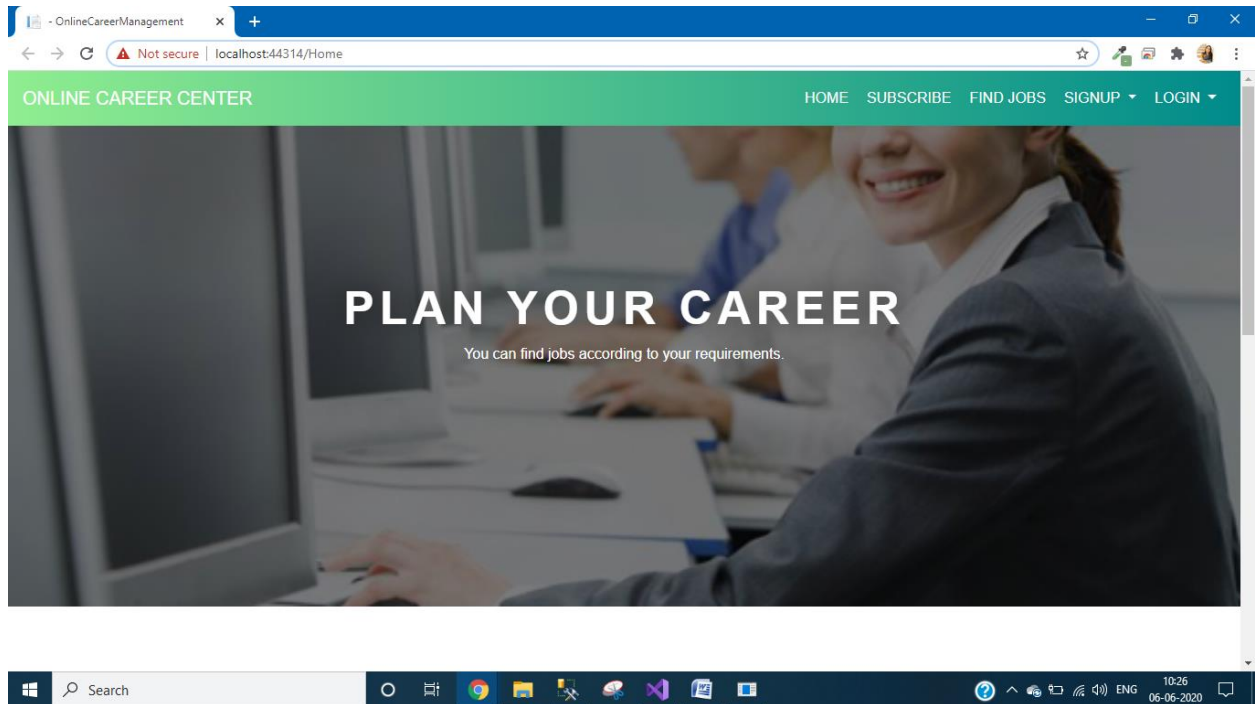 - OnlineCareerManagement
Not secure | localhost:44314/Home
ONLINE CAREER CENTER
HOME SUBSCRIBE FIND JOBS SIGNUP LOGIN
PLAN YOUR CAREER
You can find jobs according to your requirements.
Search
ENG
10:26
06-06-2020